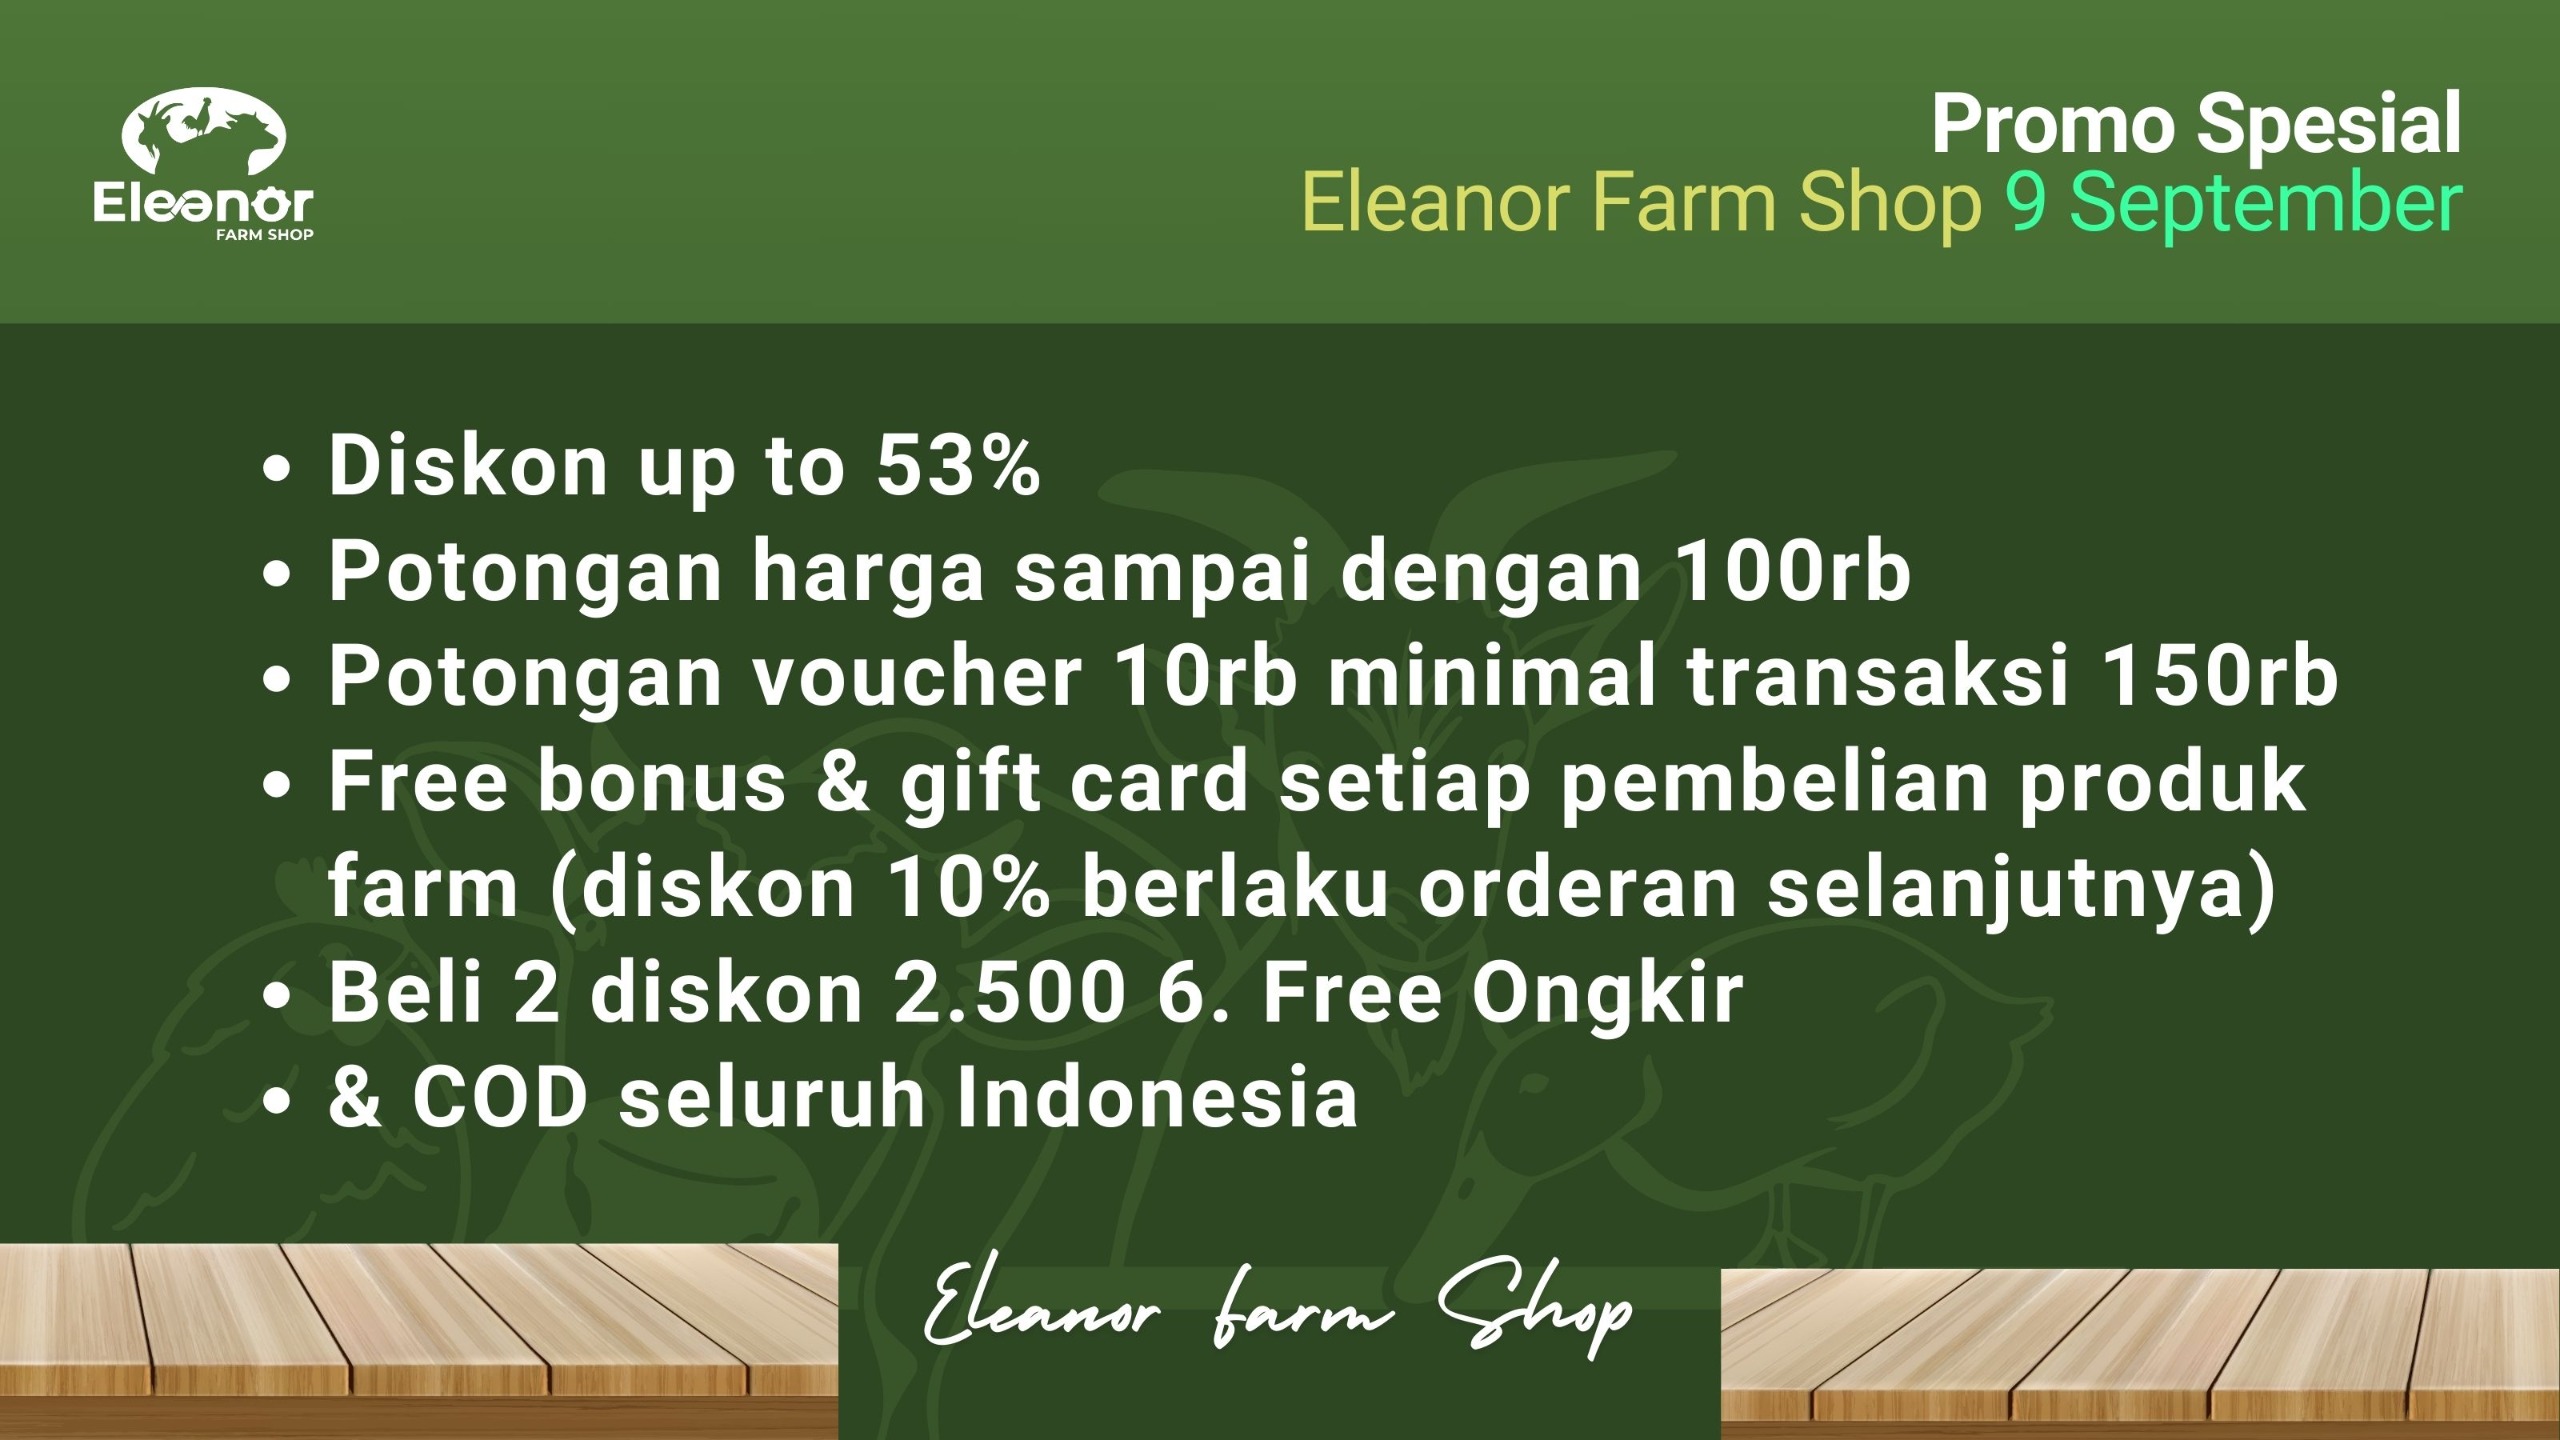 Eleanor
FARM SHOP
Promo Spesial
Eleanor Farm Shop 9 September
• Diskon up to 53%
• Potongan harga sampai dengan 100rb
• Potongan voucher 10rb minimal transaksi 150rb
• Free bonus & gift card setiap pembelian produk
farm (diskon 10% berlaku orderan selanjutnya)
• Beli 2 diskon 2.500 6. Free Ongkir
• & COD seluruh Indonesia
Eleanor farm Shop